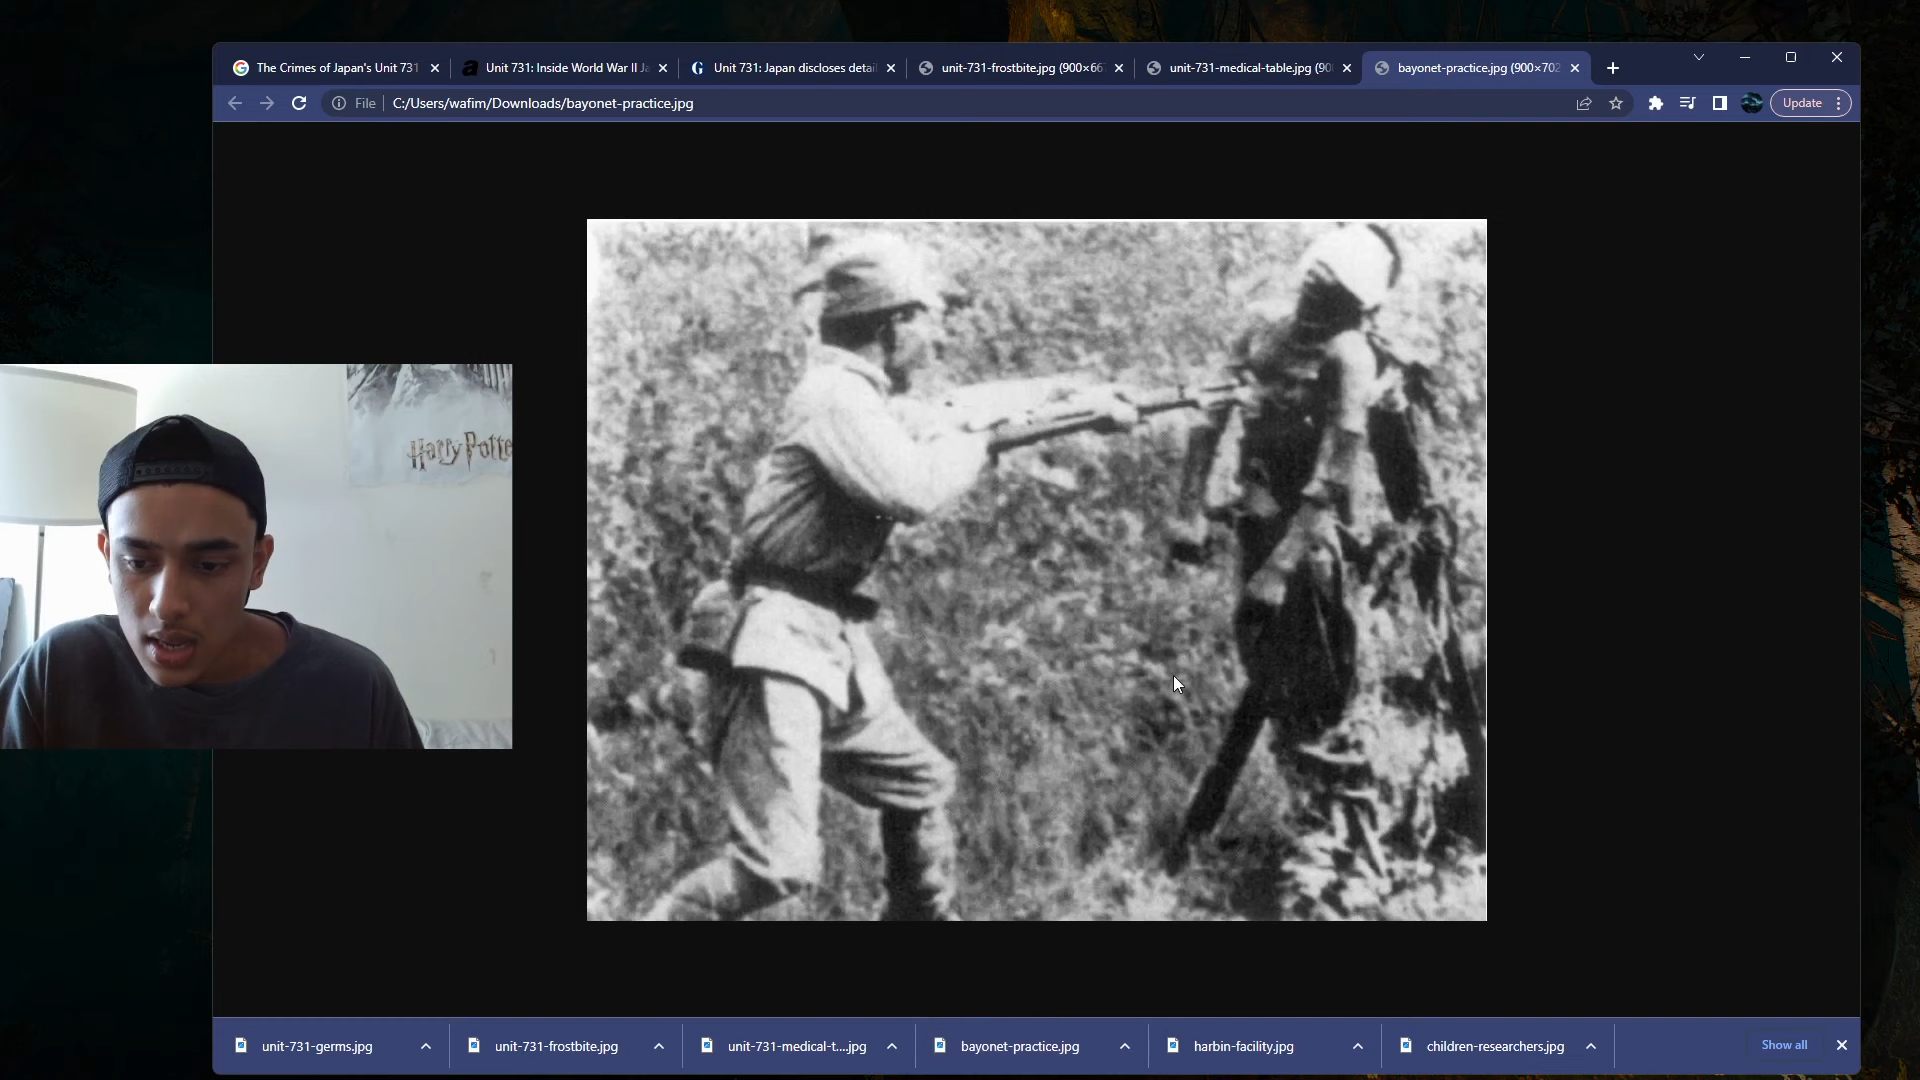 The Crimes of Japan's Unit 731
Unit 731: Inside World War II Ja
Unit 731: Japan discloses detai
unit-731-frostbite.jpg (900×66
unit-731-medical-table.jpg (90
bayonet-practice.jpg (900×702
File
C:/Users/wafim/Downloads/bayonet-practice.jpg
Update
Harry Potte
unit-731-germs.jpg
unit-731-frostbite.jpg
unit-731-medical-t....jpg
bayonet-practice.jpg
harbin-facility.jpg
children-researchers.jpg
Show all